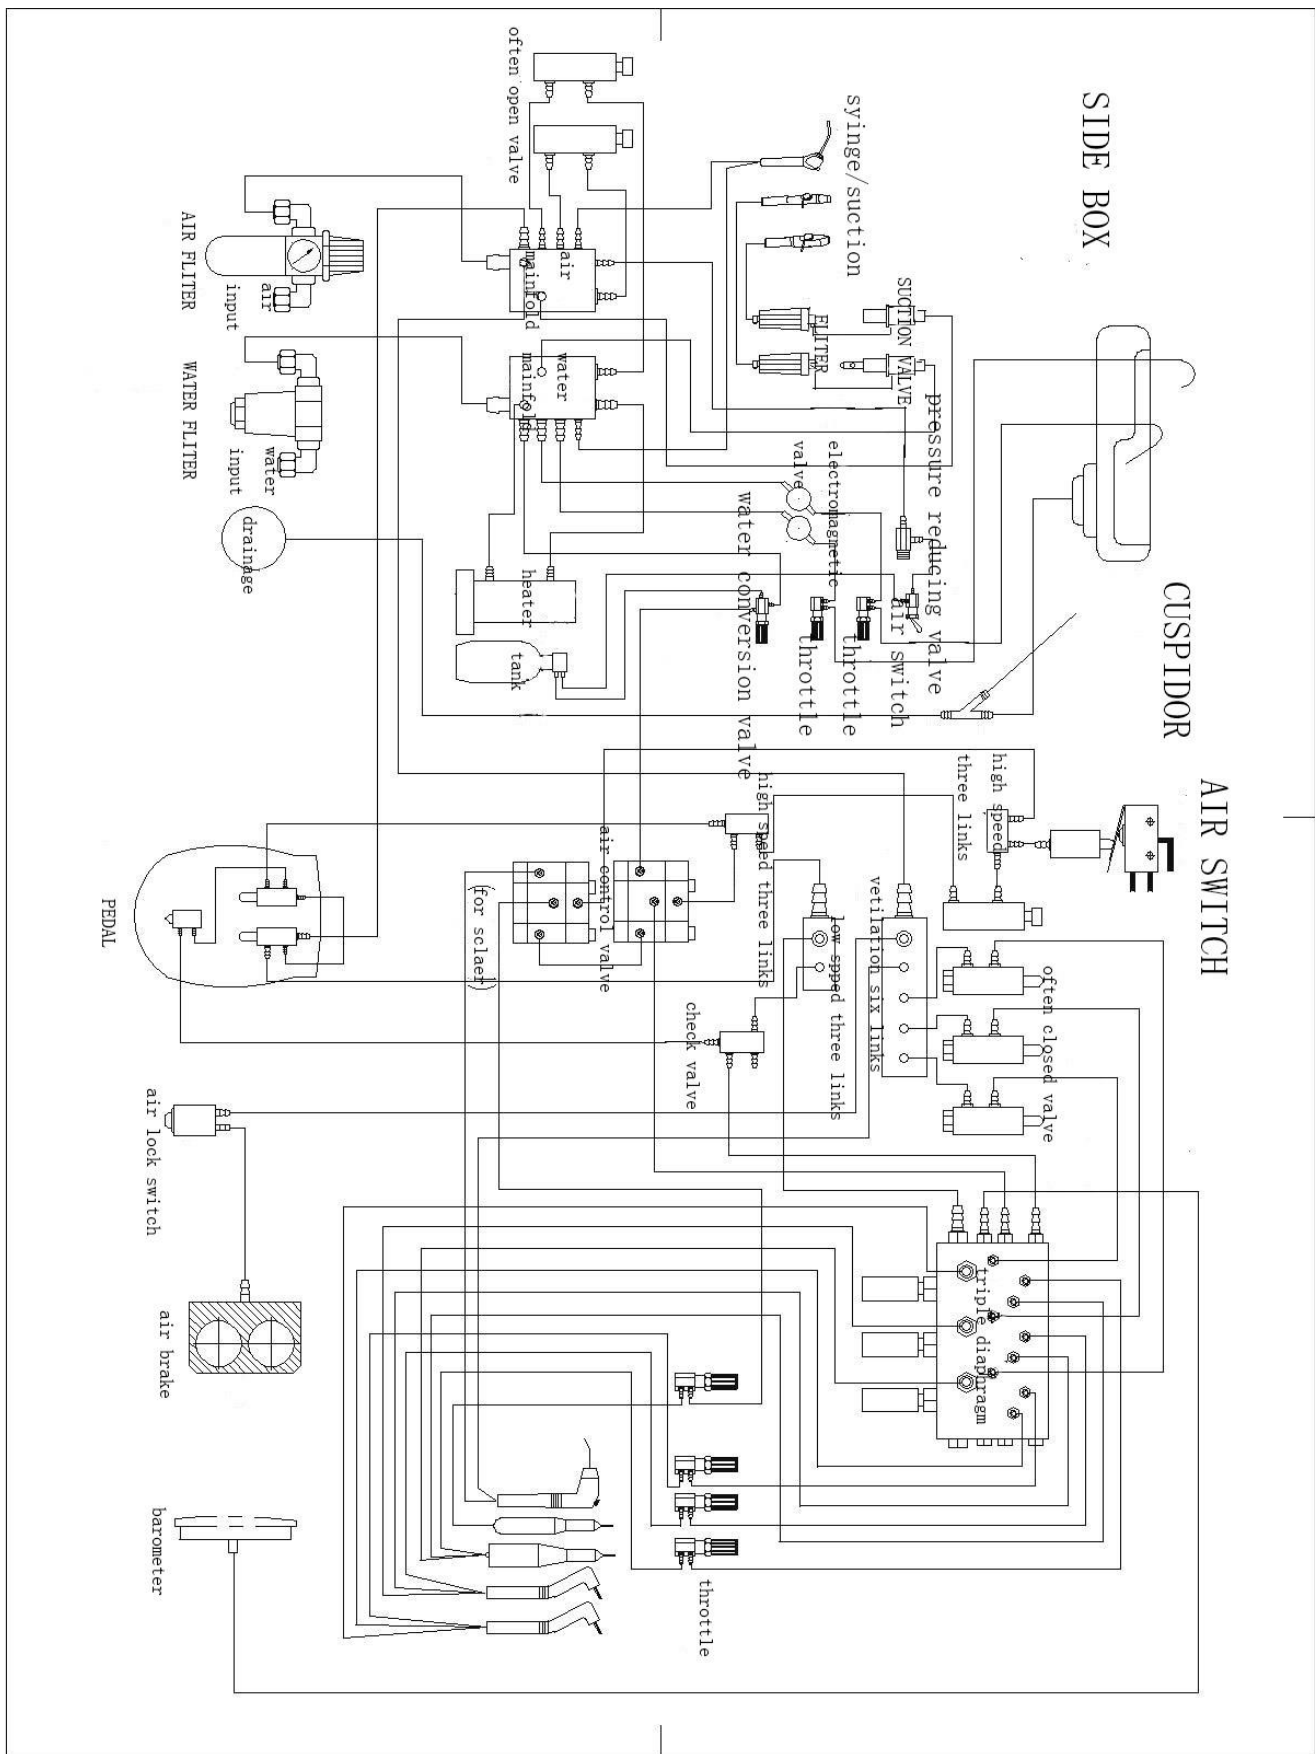 SIDE BOX
CUSPIDOR
AIR SWITCH
syinge/suction
SUCTION VALVE
FLITER
pressure reducing valve
air switch
throttle
throttle
electromagnetic
valve
water conversion valve
often open valve
air
mainfold
water
mainfold
heater
tank
AIR FLITER
air
input
WATER FLITER
water
input
drainage
high speed
three links
often closed valve
vetilation six links
low spped three links
high speed three links
air control valve
(for sclaer)
check valve
PEDAL
air lock switch
air brake
barometer
triple diaphragm
throttle